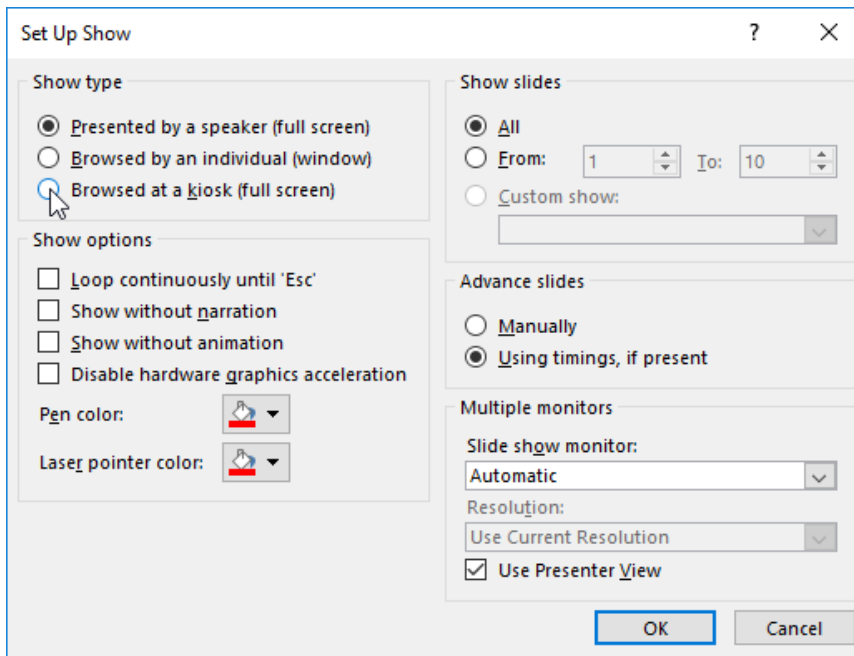 Set Up Show
Show type
Presented by a speaker (full screen)
Browsed by an individual (window)
Browsed at a kiosk (full screen)
Show options
Loop continuously until 'Esc'
Show without narration
Show without animation
Disable hardware graphics acceleration
Pen color:
Laser pointer color:
Show slides
All
From: 1 To: 10
Custom show:
Advance slides
Manually
Using timings, if present
Multiple monitors
Slide show monitor:
Automatic
Resolution:
Use Current Resolution
Use Presenter View
OK Cancel